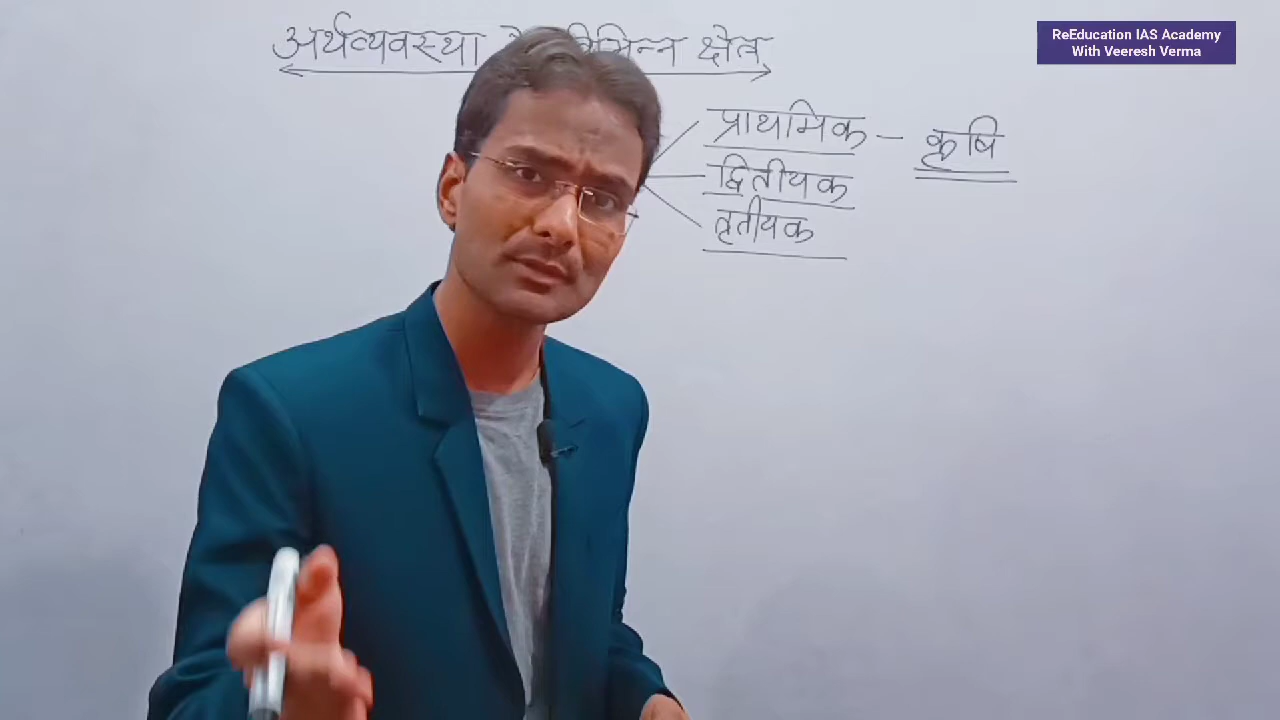 अर्थव्यवस्था क्षेत्र
प्राथमिक - कृषि
द्वितीयक
तृतीयक
ReEducation IAS Academy
With Veeresh Verma